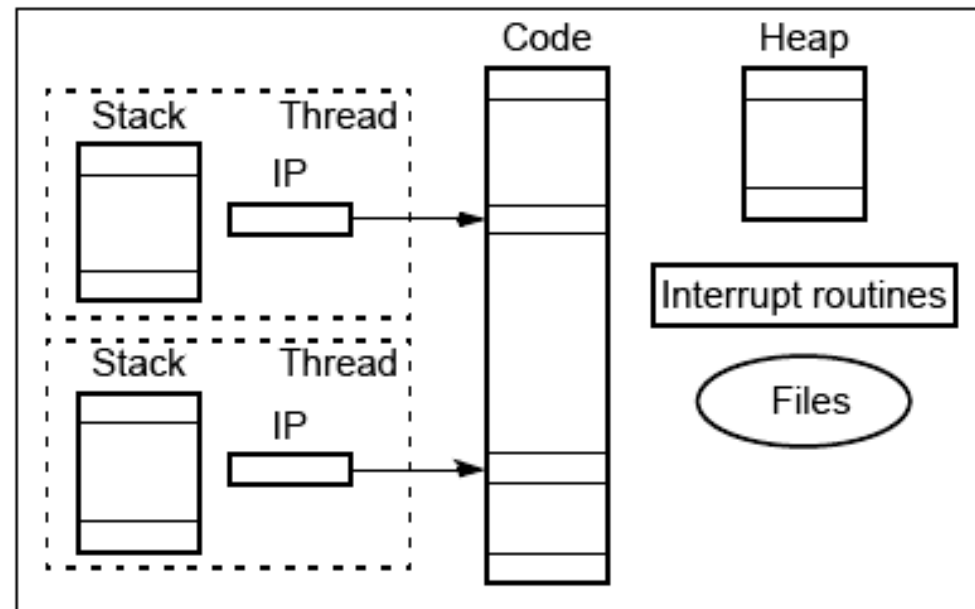 Code
Heap
Stack
Thread
IP
Interrupt routines
Files
Stack
Thread
IP